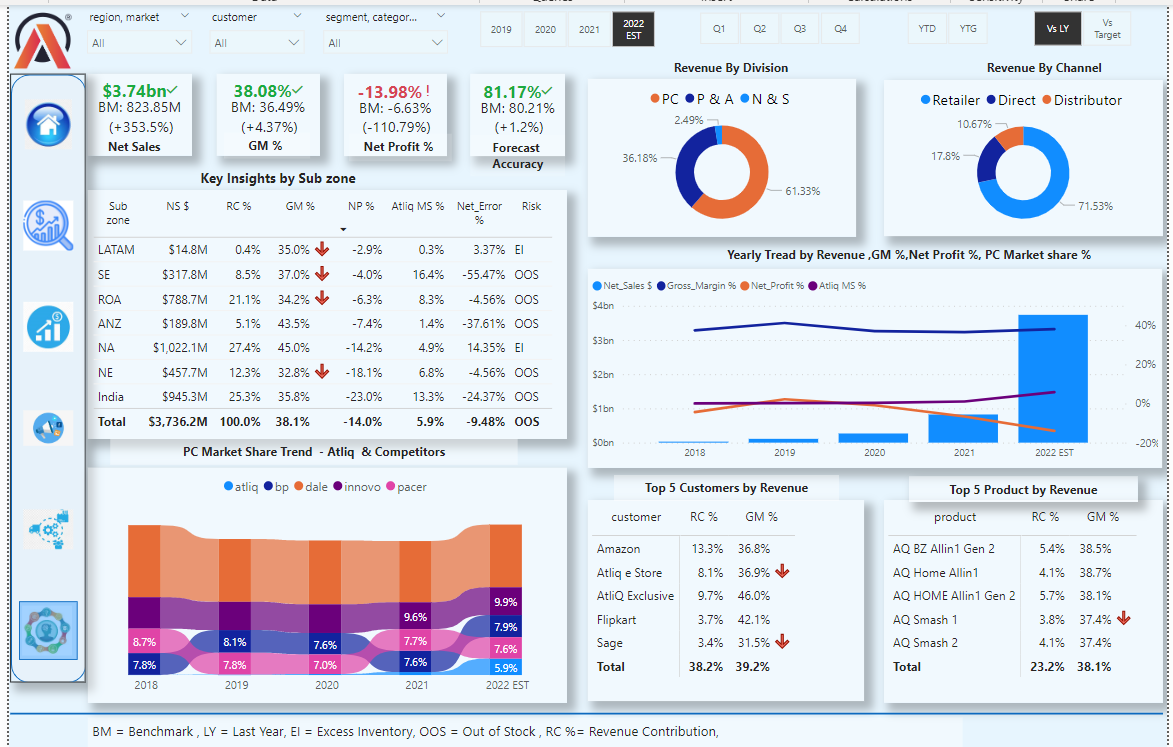 region, market
customer
segment, categor...
All
All
All
2019 2020 2021 2022 EST
Q1 Q2 Q3 Q4
YTD YTG
Vs LY
Vs Target
$3.74bn✓
BM: 823.85M
(+353.5%)
Net Sales
38.08%✓
BM: 36.49%
(+4.37%)
GM %
-13.98% !
BM: -6.63%
(-110.79%)
Net Profit %
81.17%✓
BM: 80.21%
(+1.2%)
Forecast
Accuracy
Revenue By Division
PC P & A N & S
2.49%
36.18%
61.33%
Revenue By Channel
Retailer Direct Distributor
10.67%
17.8%
71.53%
Key Insights by Sub zone
Sub zone NS $ RC % GM % NP % Atliq MS % Net_Error % Risk
LATAM $14.8M 0.4% 35.0% -2.9% 0.3% 3.37% EI
SE $317.8M 8.5% 37.0% -4.0% 16.4% -55.47% OOS
ROA $788.7M 21.1% 34.2% -6.3% 8.3% -4.56% OOS
ANZ $189.8M 5.1% 43.5% -7.4% 1.4% -37.61% OOS
NA $1,022.1M 27.4% 45.0% -14.2% 4.9% 14.35% EI
NE $457.7M 12.3% 32.8% -18.1% 6.8% -4.56% OOS
India $945.3M 25.3% 35.8% -23.0% 13.3% -24.37% OOS
Total $3,736.2M 100.0% 38.1% -14.0% 5.9% -9.48% OOS
Yearly Tread by Revenue ,GM %,Net Profit %, PC Market share %
Net_Sales $ Gross_Margin % Net_Profit % Atliq MS %
$4bn
$3bn
$2bn
$1bn
$0bn
40%
20%
0%
-20%
2018 2019 2020 2021 2022 EST
PC Market Share Trend - Atliq & Competitors
atliq bp dale innovo pacer
8.7%
7.8%
8.1%
7.8%
7.6%
7.0%
9.6%
7.7%
7.6%
9.9%
7.9%
7.6%
5.9%
2018 2019 2020 2021 2022 EST
Top 5 Customers by Revenue
customer RC % GM %
Amazon 13.3% 36.8%
Atliq e Store 8.1% 36.9%
AtliQ Exclusive 9.7% 46.0%
Flipkart 3.7% 42.1%
Sage 3.4% 31.5%
Total 38.2% 39.2%
Top 5 Product by Revenue
product RC % GM %
AQ BZ Allin1 Gen 2 5.4% 38.5%
AQ Home Allin1 4.1% 38.7%
AQ HOME Allin1 Gen 2 5.7% 38.1%
AQ Smash 1 3.8% 37.4%
AQ Smash 2 4.1% 37.4%
Total 23.2% 38.1%
BM = Benchmark , LY = Last Year, EI = Excess Inventory, OOS = Out of Stock , RC %= Revenue Contribution,